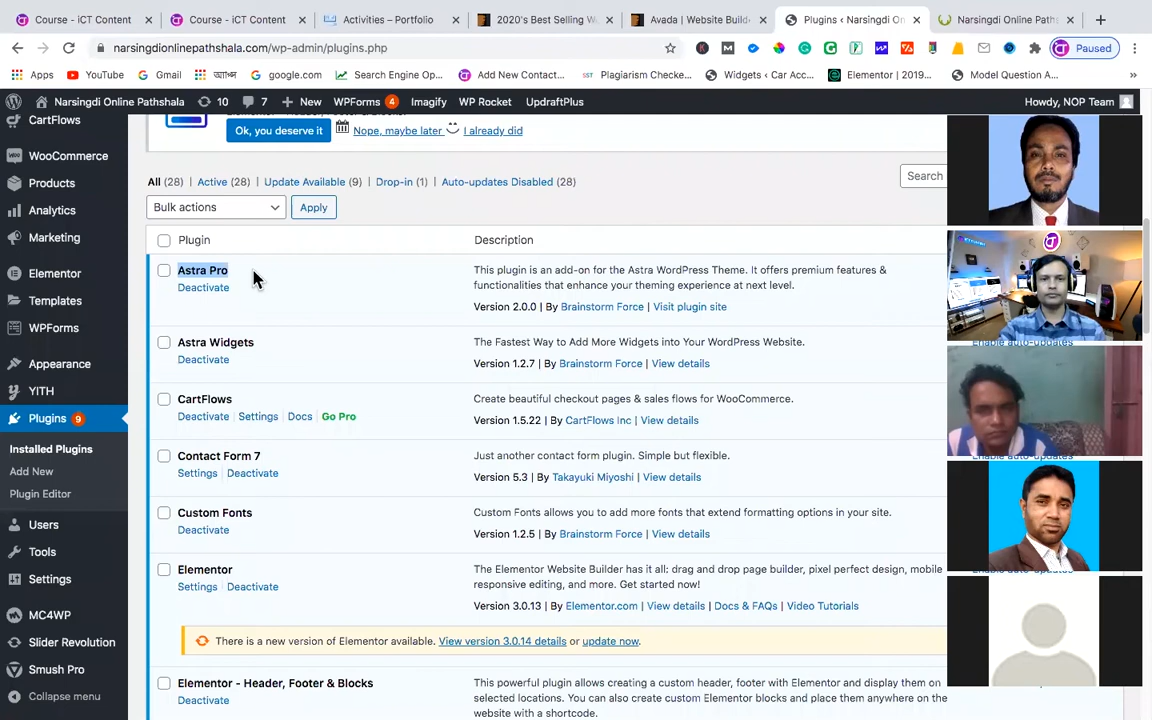 Course - iCT Content
Course - iCT Content
Activities – Portfolio
2020's Best Selling W
Avada | Website Build
Plugins ‹ Narsingdi On
Narsingdi Online Path
narsingdionlinepathshala.com/wp-admin/plugins.php
Paused
Apps
YouTube
Gmail
google.com
Search Engine Op...
Add New Contact...
Plagiarism Checke...
Widgets ‹ Car Acc...
Elementor | 2019...
Model Question A...
Narsingdi Online Pathshala
10
7
New
WPForms 4
Imagify
WP Rocket
UpdraftPlus
Howdy, NOP Team
CartFlows
WooCommerce
Products
Analytics
Marketing
Elementor
Templates
WPForms
Appearance
YITH
Plugins 9
Installed Plugins
Add New
Plugin Editor
Users
Tools
Settings
MC4WP
Slider Revolution
Smush Pro
Collapse menu
Ok, you deserve it
Nope, maybe later
I already did
All (28) | Active (28) | Update Available (9) | Drop-in (1) | Auto-updates Disabled (28)
Search
Bulk actions
Apply
Plugin
Description
Astra Pro
Deactivate
This plugin is an add-on for the Astra WordPress Theme. It offers premium features &
functionalities that enhance your theming experience at next level.
Version 2.0.0 | By Brainstorm Force | Visit plugin site
Astra Widgets
Deactivate
The Fastest Way to Add More Widgets into Your WordPress Website.
Version 1.2.7 | By Brainstorm Force | View details
CartFlows
Deactivate | Settings | Docs | Go Pro
Create beautiful checkout pages & sales flows for WooCommerce.
Version 1.5.22 | By CartFlows Inc | View details
Contact Form 7
Settings | Deactivate
Just another contact form plugin. Simple but flexible.
Version 5.3 | By Takayuki Miyoshi | View details
Custom Fonts
Deactivate
Custom Fonts allows you to add more fonts that extend formatting options in your site.
Version 1.2.5 | By Brainstorm Force | View details
Elementor
Settings | Deactivate
The Elementor Website Builder has it all: drag and drop page builder, pixel perfect design, mobile
responsive editing, and more. Get started now!
Version 3.0.13 | By Elementor.com | View details | Docs & FAQs | Video Tutorials
There is a new version of Elementor available. View version 3.0.14 details or update now.
Elementor - Header, Footer & Blocks
Deactivate
This powerful plugin allows creating a custom header, footer with Elementor and display them on
selected locations. You can also create custom Elementor blocks and place them anywhere on the
website with a shortcode.